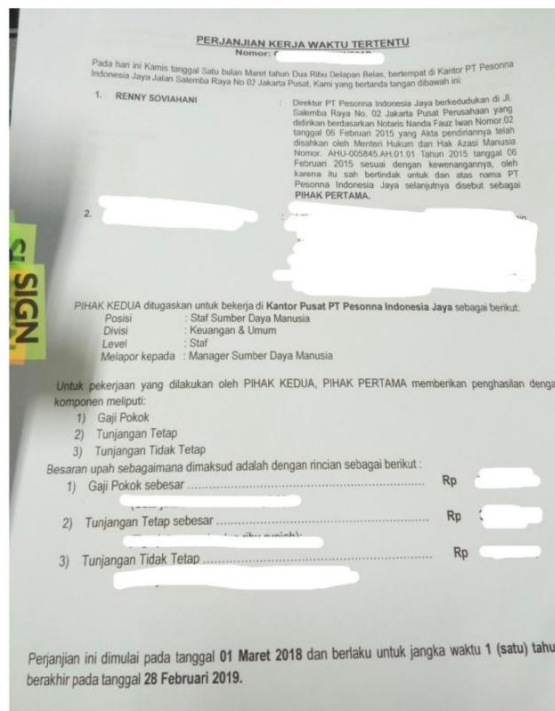 PERJANJIAN KERJA WAKTU TERTENTU
Nomor:
Pada hari ini Kamis tanggal Satu bulan Maret tahun Dua Ribu Delapan Belas, bertempat di Kantor PT Pesonna
Indonesia Jaya Jalan Salemba Raya No 02 Jakarta Pusat, Kami yang bertanda tangan dibawah ini:
1. RENNY SOVIAHANI : Direktur PT Pesonna Indonesia Jaya berkedudukan di Jl.
Salemba Raya No. 02 Jakarta Pusat Perusahaan yang
didirikan berdasarkan Notaris Nanda Fauz Iwan Nomor.02
tanggal 06 Februari 2015 yang Akta pendiriannya telah
disahkan oleh Menteri Hukum dan Hak Azasi Manusia
Nomor. AHU-005845.AH.01.01 Tahun 2015 tanggal 06
Februari 2015 sesuai dengan kewenangannya, oleh
karena itu sah bertindak untuk dan atas nama PT
Pesonna Indonesia Jaya selanjutnya disebut sebagai
PIHAK PERTAMA.
2. :
SIGN
PIHAK KEDUA ditugaskan untuk bekerja di Kantor Pusat PT Pesonna Indonesia Jaya sebagai berikut:
Posisi : Staf Sumber Daya Manusia
Divisi : Keuangan & Umum
Level : Staf
Melapor kepada : Manager Sumber Daya Manusia
Untuk pekerjaan yang dilakukan oleh PIHAK KEDUA, PIHAK PERTAMA memberikan penghasilan denga
komponen meliputi:
1) Gaji Pokok
2) Tunjangan Tetap
3) Tunjangan Tidak Tetap
Besaran upah sebagaimana dimaksud adalah dengan rincian sebagai berikut :
1) Gaji Pokok sebesar ........................................ Rp
2) Tunjangan Tetap sebesar ........................................ Rp
3) Tunjangan Tidak Tetap ........................................ Rp
Perjanjian ini dimulai pada tanggal 01 Maret 2018 dan berlaku untuk jangka waktu 1 (satu) tahu
berakhir pada tanggal 28 Februari 2019.